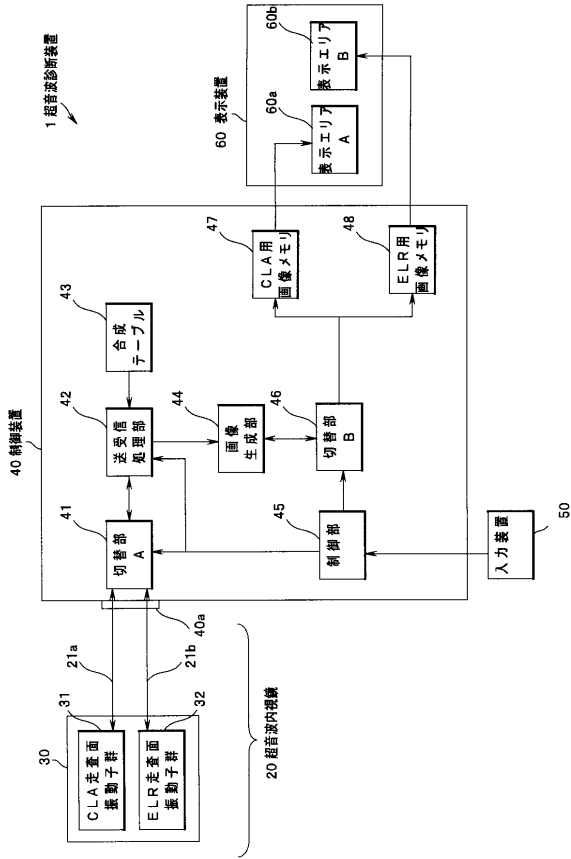 1 超音波診断装置
60 表示装置
60a
表示エリア
A
60b
表示エリア
B
40 制御装置
43
合成
テーブル
42
送受信
処理部
41
切替部
A
44
画像
生成部
46
切替部
B
45
制御部
47
CLA用
画像メモリ
48
ELR用
画像メモリ
50
入力装置
40a
21a
21b
30
31
CLA走査面
振動子群
32
ELR走査面
振動子群
20 超音波内視鏡